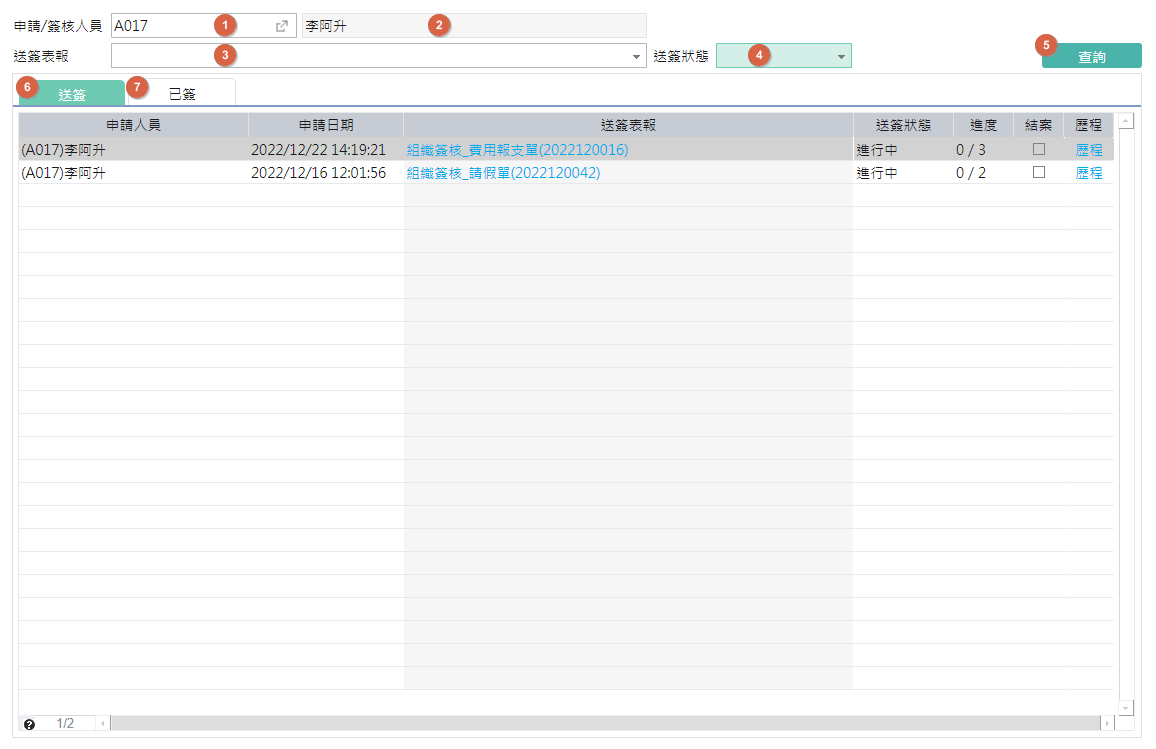 申請/簽核人員 A017 1 李阿升 2
送簽表報 3 送簽狀態 4 5 查詢
6 送簽 7 已簽
申請人員 申請日期 送簽表報 送簽狀態 進度 結案 歷程
(A017)李阿升 2022/12/22 14:19:21 組織簽核_費用報支單(2022120016) 進行中 0 / 3 歷程
(A017)李阿升 2022/12/16 12:01:56 組織簽核_請假單(2022120042) 進行中 0 / 2 歷程
? 1/2